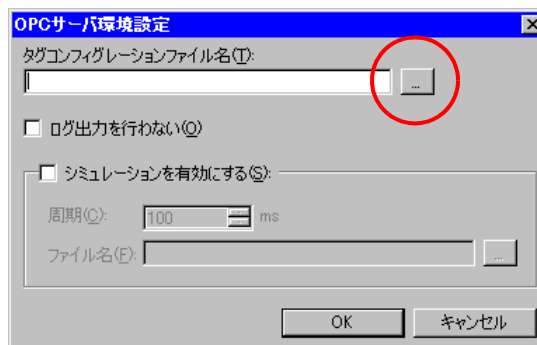 OPCサーバ環境設定
タグコンフィグレーションファイル名(T):
...
ログ出力を行わない(O)
シミュレーションを有効にする(S):
周期(C): 100 ms
ファイル名(F): ...
OK キャンセル